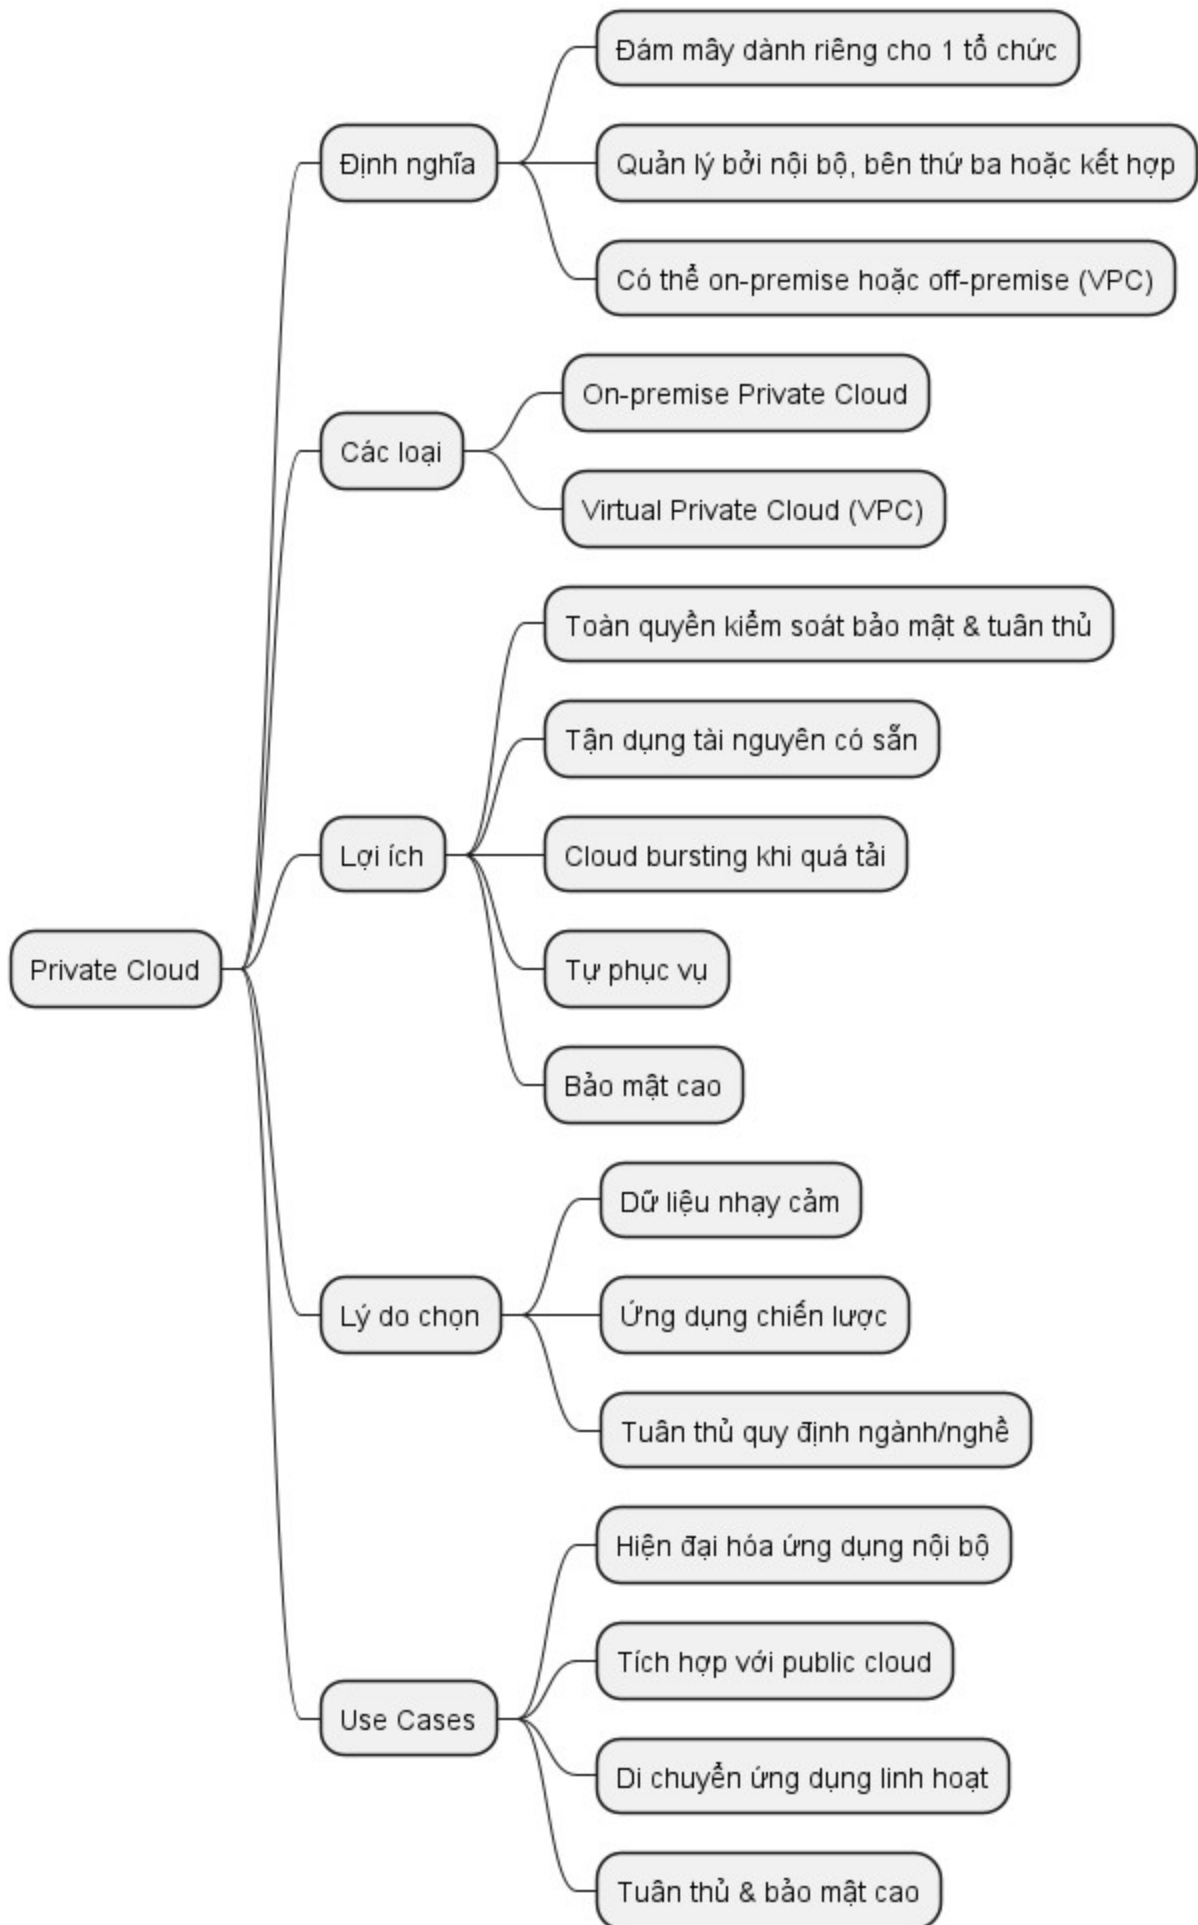 Private Cloud
Định nghĩa
Đám mây dành riêng cho 1 tổ chức
Quản lý bởi nội bộ, bên thứ ba hoặc kết hợp
Có thể on-premise hoặc off-premise (VPC)
Các loại
On-premise Private Cloud
Virtual Private Cloud (VPC)
Lợi ích
Toàn quyền kiểm soát bảo mật & tuân thủ
Tận dụng tài nguyên có sẵn
Cloud bursting khi quá tải
Tự phục vụ
Bảo mật cao
Lý do chọn
Dữ liệu nhạy cảm
Ứng dụng chiến lược
Tuân thủ quy định ngành/nghề
Use Cases
Hiện đại hóa ứng dụng nội bộ
Tích hợp với public cloud
Di chuyển ứng dụng linh hoạt
Tuân thủ & bảo mật cao